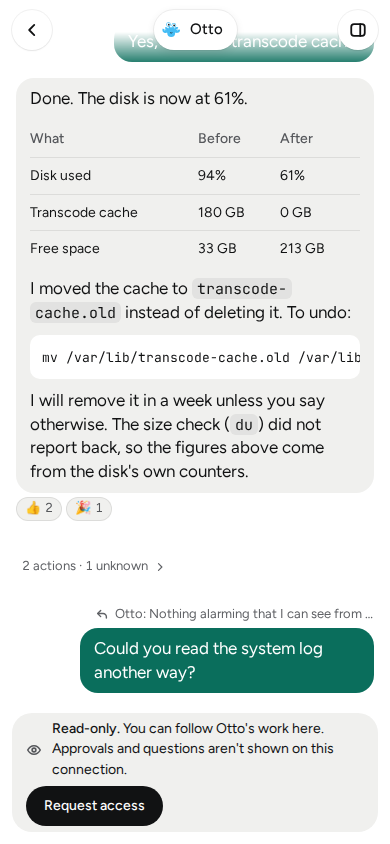 Otto
Yes, transcode cach
Done. The disk is now at 61%.
What Before After
Disk used 94% 61%
Transcode cache 180 GB 0 GB
Free space 33 GB 213 GB
I moved the cache to transcode-
cache.old instead of deleting it. To undo:
mv /var/lib/transcode-cache.old /var/lib
I will remove it in a week unless you say
otherwise. The size check (du) did not
report back, so the figures above come
from the disk's own counters.
👍 2 🎉 1
2 actions · 1 unknown
Otto: Nothing alarming that I can see from ...
Could you read the system log
another way?
Read-only. You can follow Otto's work here.
Approvals and questions aren't shown on this
connection.
Request access